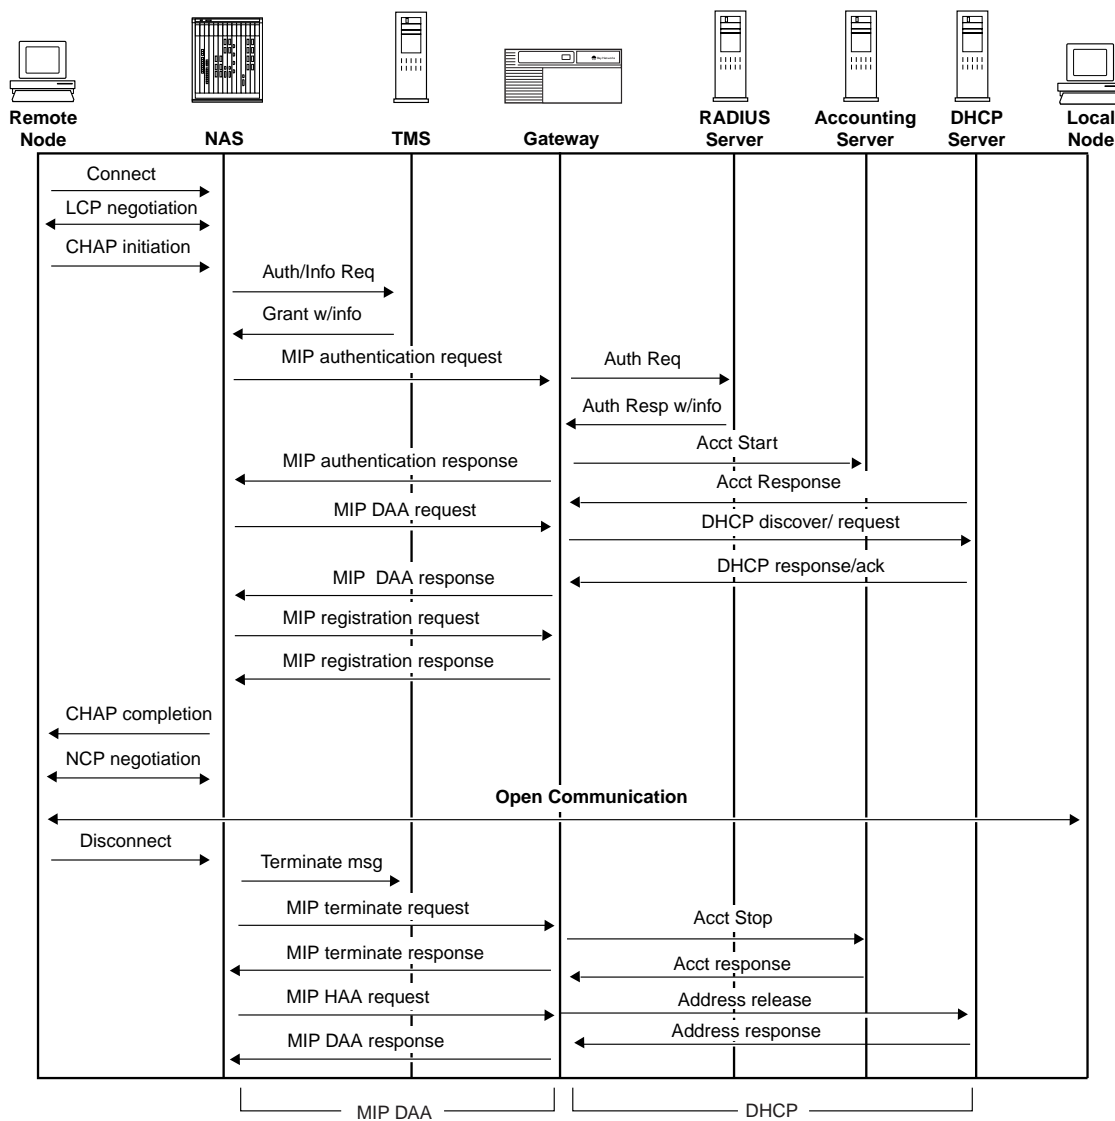 Remote
Node
NAS
TMS
Gateway
RADIUS
Server
Accounting
Server
DHCP
Server
Local
Node
Connect
LCP negotiation
CHAP initiation
Auth/Info Req
Grant w/info
MIP authentication request
Auth Req
Auth Resp w/info
Acct Start
MIP authentication response
Acct Response
MIP DAA request
DHCP discover/ request
DHCP response/ack
MIP DAA response
MIP registration request
MIP registration response
CHAP completion
NCP negotiation
Open Communication
Disconnect
Terminate msg
MIP terminate request
Acct Stop
MIP terminate response
Acct response
MIP HAA request
Address release
Address response
MIP DAA response
MIP DAA
DHCP